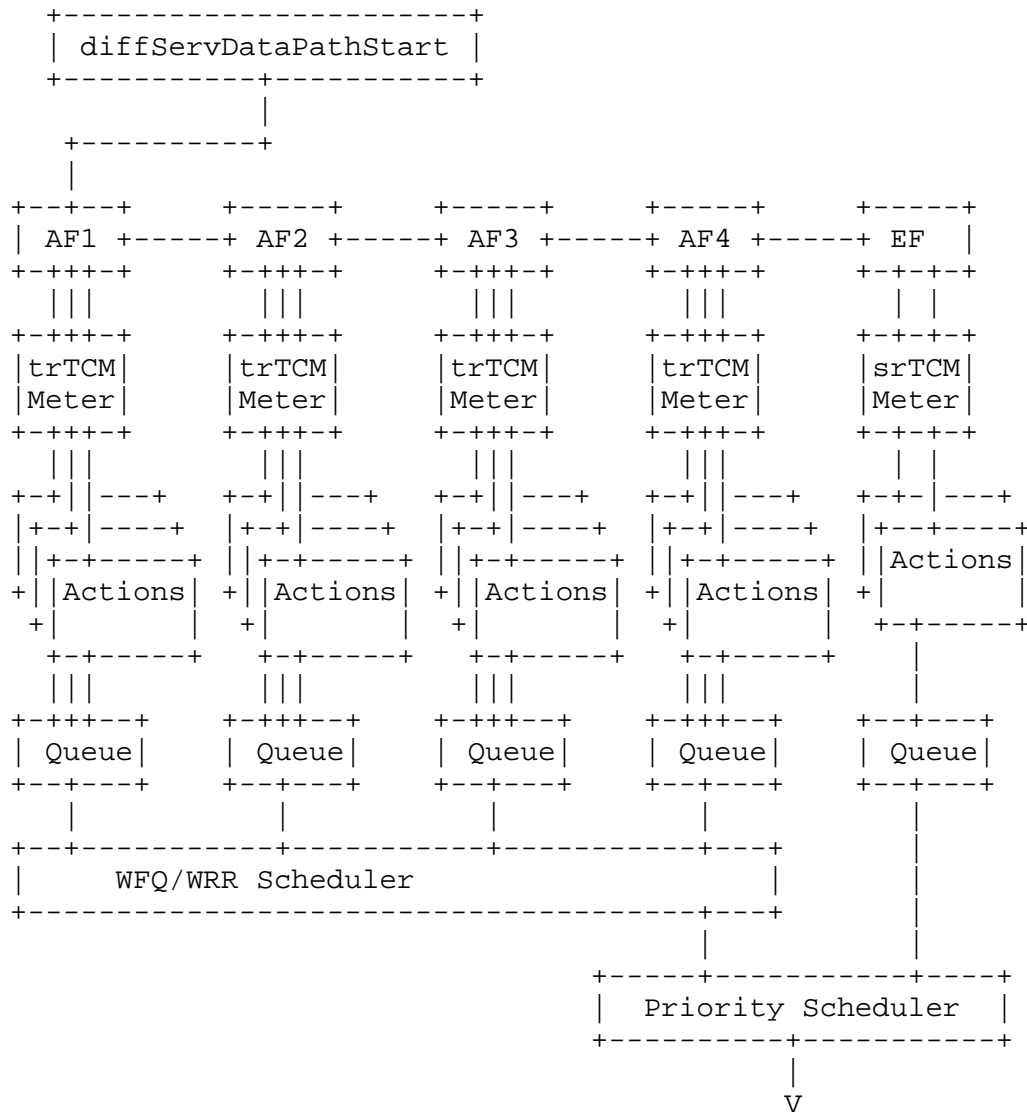 diffServDataPathStart
AF1 AF2 AF3 AF4 EF
trTCM trTCM trTCM trTCM srTCM
Meter Meter Meter Meter Meter
Actions
Actions Actions Actions Actions
Queue Queue Queue Queue Queue
WFQ/WRR Scheduler
Priority Scheduler
V